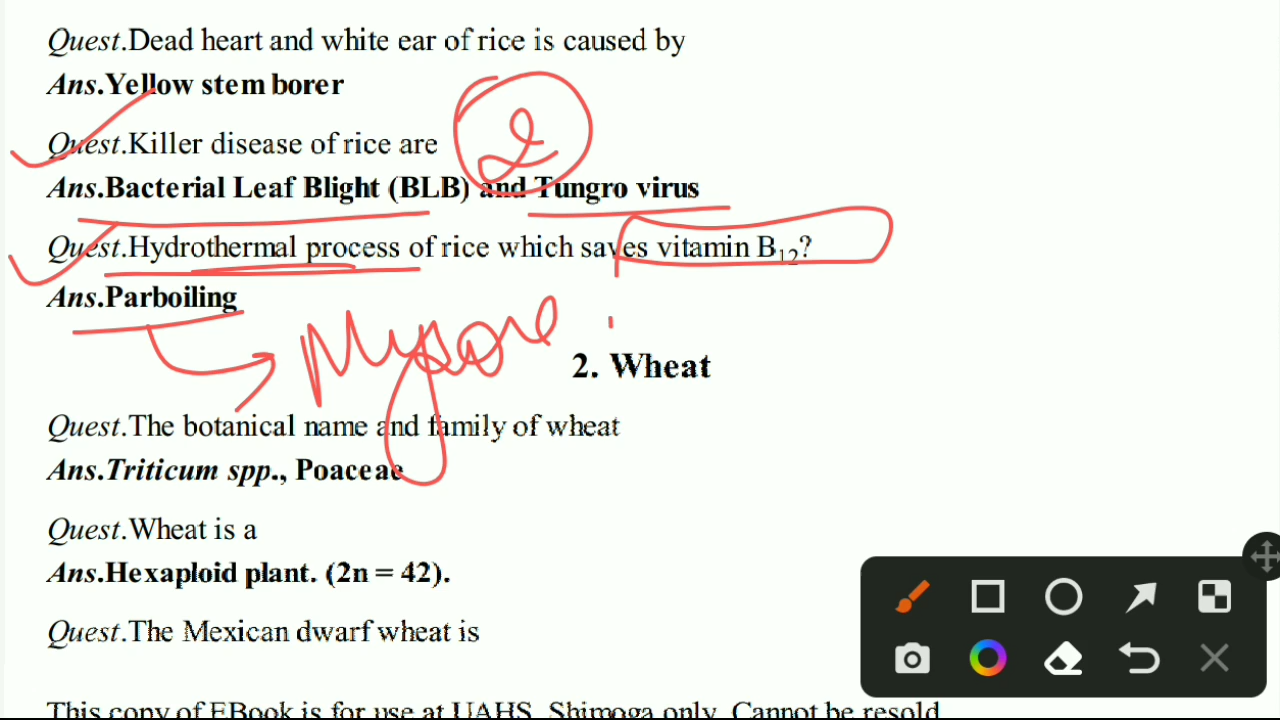 Quest.Dead heart and white ear of rice is caused by
Ans.Yellow stem borer
Quest.Killer disease of rice are
2
Ans.Bacterial Leaf Blight (BLB) and Tungro virus
Quest.Hydrothermal process of rice which saves vitamin B₁₂?
Ans.Parboiling
Mysore
2. Wheat
Quest.The botanical name and family of wheat
Ans.Triticum spp., Poaceae
Quest.Wheat is a
Ans.Hexaploid plant. (2n = 42).
Quest.The Mexican dwarf wheat is
This copy of EBook is for use at UAHS, Shimoga only. Cannot be resold